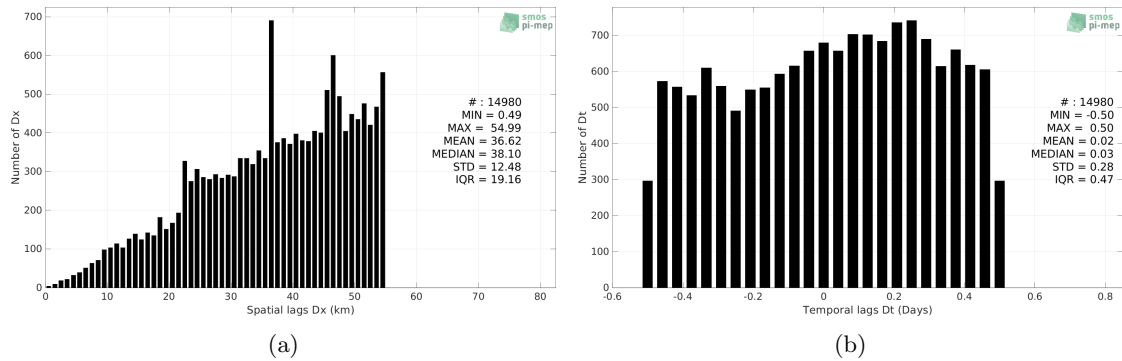 700
600
500
400
300
200
100
0
0
10
20
30
40
50
60
70
80
Number of Dx
Spatial lags Dx (km)
smos
pi-mep
# : 14980
MIN = 0.49
MAX = 54.99
MEAN = 36.62
MEDIAN = 38.10
STD = 12.48
IQR = 19.16
(a)
700
600
500
400
300
200
100
0
-0.6
-0.4
-0.2
0
0.2
0.4
0.6
0.8
Number of Dt
Temporal lags Dt (Days)
smos
pi-mep
# : 14980
MIN = -0.50
MAX = 0.50
MEAN = 0.02
MEDIAN = 0.03
STD = 0.28
IQR = 0.47
(b)